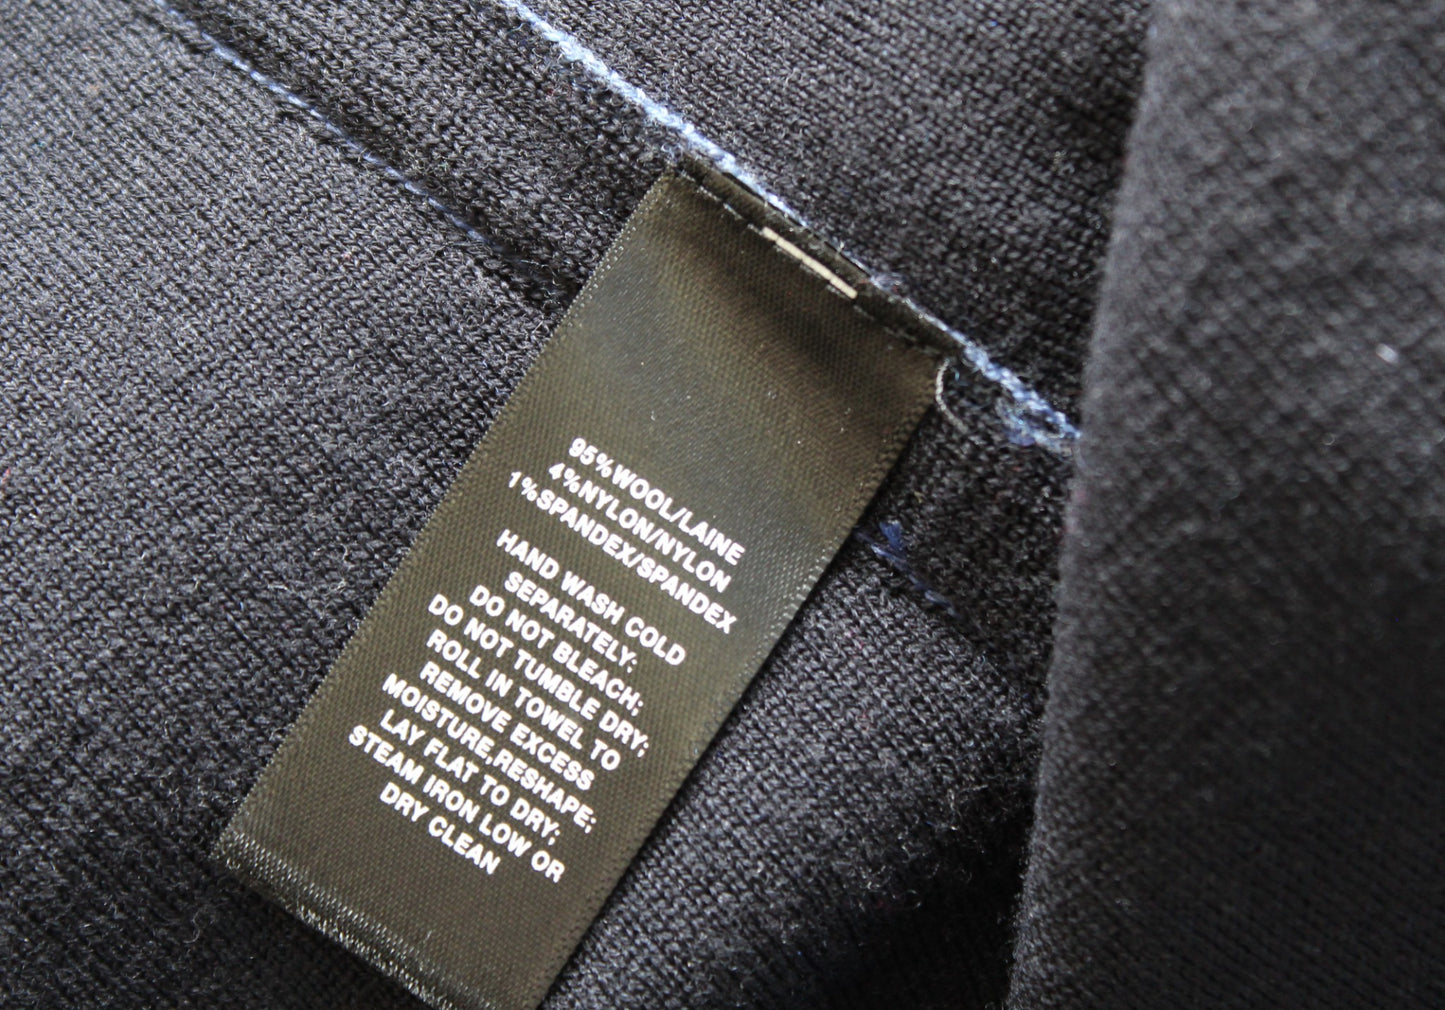 95%WOOL/LAINE
4%NYLON/NYLON
1%SPANDEX/SPANDEX
HAND WASH COLD
SEPARATELY;
DO NOT BLEACH;
DO NOT TUMBLE DRY;
ROLL IN TOWEL TO
REMOVE EXCESS
MOISTURE,RESHAPE;
LAY FLAT TO DRY;
STEAM IRON LOW OR
DRY CLEAN